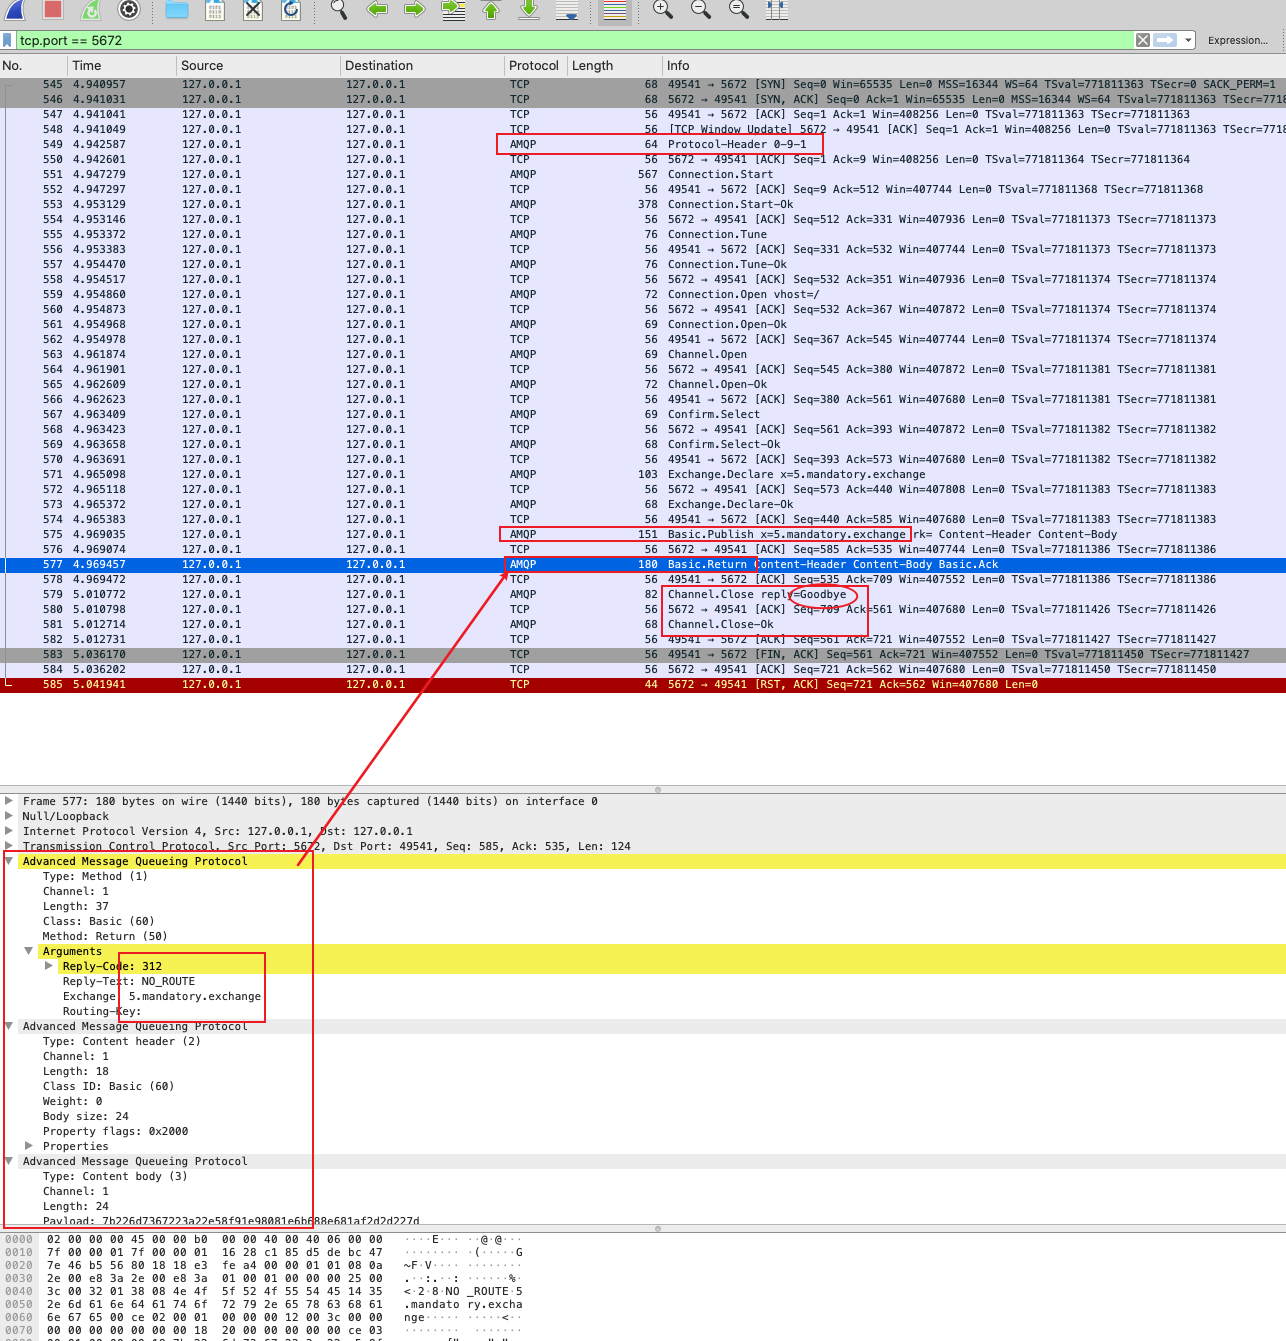 tcp.port == 5672
Expression...
No. Time Source Destination Protocol Length Info
545 4.940957 127.0.0.1 127.0.0.1 TCP 68 49541 → 5672 [SYN] Seq=0 Win=65535 Len=0 MSS=16344 WS=64 TSval=771811363 TSecr=0 SACK_PERM=1
546 4.941031 127.0.0.1 127.0.0.1 TCP 68 5672 → 49541 [SYN, ACK] Seq=0 Ack=1 Win=65535 Len=0 MSS=16344 WS=64 TSval=771811363 TSecr=7718
547 4.941041 127.0.0.1 127.0.0.1 TCP 56 49541 → 5672 [ACK] Seq=1 Ack=1 Win=408256 Len=0 TSval=771811363 TSecr=771811363
548 4.941049 127.0.0.1 127.0.0.1 TCP 56 [TCP Window Update] 5672 → 49541 [ACK] Seq=1 Ack=1 Win=408256 Len=0 TSval=771811363 TSecr=7718
549 4.942587 127.0.0.1 127.0.0.1 AMQP 64 Protocol-Header 0-9-1
550 4.942601 127.0.0.1 127.0.0.1 TCP 56 5672 → 49541 [ACK] Seq=1 Ack=9 Win=408256 Len=0 TSval=771811364 TSecr=771811364
551 4.947279 127.0.0.1 127.0.0.1 AMQP 567 Connection.Start
552 4.947297 127.0.0.1 127.0.0.1 TCP 56 49541 → 5672 [ACK] Seq=9 Ack=512 Win=407744 Len=0 TSval=771811368 TSecr=771811368
553 4.953129 127.0.0.1 127.0.0.1 AMQP 378 Connection.Start-Ok
554 4.953146 127.0.0.1 127.0.0.1 TCP 56 5672 → 49541 [ACK] Seq=512 Ack=331 Win=407936 Len=0 TSval=771811373 TSecr=771811373
555 4.953372 127.0.0.1 127.0.0.1 AMQP 76 Connection.Tune
556 4.953383 127.0.0.1 127.0.0.1 TCP 56 49541 → 5672 [ACK] Seq=331 Ack=532 Win=407744 Len=0 TSval=771811373 TSecr=771811373
557 4.954470 127.0.0.1 127.0.0.1 AMQP 76 Connection.Tune-Ok
558 4.954517 127.0.0.1 127.0.0.1 TCP 56 5672 → 49541 [ACK] Seq=532 Ack=351 Win=407936 Len=0 TSval=771811374 TSecr=771811374
559 4.954860 127.0.0.1 127.0.0.1 AMQP 72 Connection.Open vhost=/
560 4.954873 127.0.0.1 127.0.0.1 TCP 56 5672 → 49541 [ACK] Seq=532 Ack=367 Win=407872 Len=0 TSval=771811374 TSecr=771811374
561 4.954968 127.0.0.1 127.0.0.1 AMQP 69 Connection.Open-Ok
562 4.954978 127.0.0.1 127.0.0.1 TCP 56 49541 → 5672 [ACK] Seq=367 Ack=545 Win=407744 Len=0 TSval=771811374 TSecr=771811374
563 4.961874 127.0.0.1 127.0.0.1 AMQP 69 Channel.Open
564 4.961901 127.0.0.1 127.0.0.1 TCP 56 5672 → 49541 [ACK] Seq=545 Ack=380 Win=407872 Len=0 TSval=771811381 TSecr=771811381
565 4.962609 127.0.0.1 127.0.0.1 AMQP 72 Channel.Open-Ok
566 4.962623 127.0.0.1 127.0.0.1 TCP 56 49541 → 5672 [ACK] Seq=380 Ack=561 Win=407680 Len=0 TSval=771811381 TSecr=771811381
567 4.963409 127.0.0.1 127.0.0.1 AMQP 69 Confirm.Select
568 4.963423 127.0.0.1 127.0.0.1 TCP 56 5672 → 49541 [ACK] Seq=561 Ack=393 Win=407872 Len=0 TSval=771811382 TSecr=771811382
569 4.963658 127.0.0.1 127.0.0.1 AMQP 68 Confirm.Select-Ok
570 4.963691 127.0.0.1 127.0.0.1 TCP 56 49541 → 5672 [ACK] Seq=393 Ack=573 Win=407680 Len=0 TSval=771811382 TSecr=771811382
571 4.965098 127.0.0.1 127.0.0.1 AMQP 103 Exchange.Declare x=5.mandatory.exchange
572 4.965118 127.0.0.1 127.0.0.1 TCP 56 5672 → 49541 [ACK] Seq=573 Ack=440 Win=407808 Len=0 TSval=771811383 TSecr=771811383
573 4.965372 127.0.0.1 127.0.0.1 AMQP 68 Exchange.Declare-Ok
574 4.965383 127.0.0.1 127.0.0.1 TCP 56 49541 → 5672 [ACK] Seq=440 Ack=585 Win=407680 Len=0 TSval=771811383 TSecr=771811383
575 4.969035 127.0.0.1 127.0.0.1 AMQP 151 Basic.Publish x=5.mandatory.exchange rk= Content-Header Content-Body
576 4.969074 127.0.0.1 127.0.0.1 TCP 56 5672 → 49541 [ACK] Seq=585 Ack=535 Win=407744 Len=0 TSval=771811386 TSecr=771811386
577 4.969457 127.0.0.1 127.0.0.1 AMQP 180 Basic.Return Content-Header Content-Body Basic.Ack
578 4.969472 127.0.0.1 127.0.0.1 TCP 56 49541 → 5672 [ACK] Seq=535 Ack=709 Win=407552 Len=0 TSval=771811386 TSecr=771811386
579 5.010772 127.0.0.1 127.0.0.1 AMQP 82 Channel.Close reply=Goodbye
580 5.010798 127.0.0.1 127.0.0.1 TCP 56 5672 → 49541 [ACK] Seq=709 Ack=561 Win=407680 Len=0 TSval=771811426 TSecr=771811426
581 5.012714 127.0.0.1 127.0.0.1 AMQP 68 Channel.Close-Ok
582 5.012731 127.0.0.1 127.0.0.1 TCP 56 49541 → 5672 [ACK] Seq=561 Ack=721 Win=407552 Len=0 TSval=771811427 TSecr=771811427
583 5.036170 127.0.0.1 127.0.0.1 TCP 56 49541 → 5672 [FIN, ACK] Seq=561 Ack=721 Win=407552 Len=0 TSval=771811450 TSecr=771811427
584 5.036202 127.0.0.1 127.0.0.1 TCP 56 5672 → 49541 [ACK] Seq=721 Ack=562 Win=407680 Len=0 TSval=771811450 TSecr=771811450
585 5.041941 127.0.0.1 127.0.0.1 TCP 44 5672 → 49541 [RST, ACK] Seq=721 Ack=562 Win=407680 Len=0
Frame 577: 180 bytes on wire (1440 bits), 180 bytes captured (1440 bits) on interface 0
Null/Loopback
Internet Protocol Version 4, Src: 127.0.0.1, Dst: 127.0.0.1
Transmission Control Protocol, Src Port: 5672, Dst Port: 49541, Seq: 585, Ack: 535, Len: 124
Advanced Message Queueing Protocol
Type: Method (1)
Channel: 1
Length: 37
Class: Basic (60)
Method: Return (50)
Arguments
Reply-Code: 312
Reply-Text: NO_ROUTE
Exchange: 5.mandatory.exchange
Routing-Key:
Advanced Message Queueing Protocol
Type: Content header (2)
Channel: 1
Length: 18
Class ID: Basic (60)
Weight: 0
Body size: 24
Property flags: 0x2000
Properties
Advanced Message Queueing Protocol
Type: Content body (3)
Channel: 1
Length: 24
Payload: 7b226d7367223a22e58f91e98081e6b688e681af2d2d227d
0000 02 00 00 00 45 00 00 b0 00 00 40 00 40 06 00 00 ····E··· ··@·@···
0010 7f 00 00 01 7f 00 00 01 16 28 c1 85 d5 de bc 47 ········ ·(·····G
0020 7e 46 b5 56 80 18 18 e3 fe a4 00 00 01 01 08 0a ~F·V···· ········
0030 2e 00 e8 3a 2e 00 e8 3a 01 00 01 00 00 00 25 00 .··:.··: ······%·
0040 3c 00 32 01 38 08 4e 4f 5f 52 4f 55 54 45 14 35 <·2·8·NO _ROUTE·5
0050 2e 6d 61 6e 64 61 74 6f 72 79 2e 65 78 63 68 61 .mandato ry.excha
0060 6e 67 65 00 ce 02 00 01 00 00 00 12 00 3c 00 00 nge····· ·····<··
0070 00 00 00 00 00 00 00 18 20 00 00 00 00 00 ce 03 ········ ·······